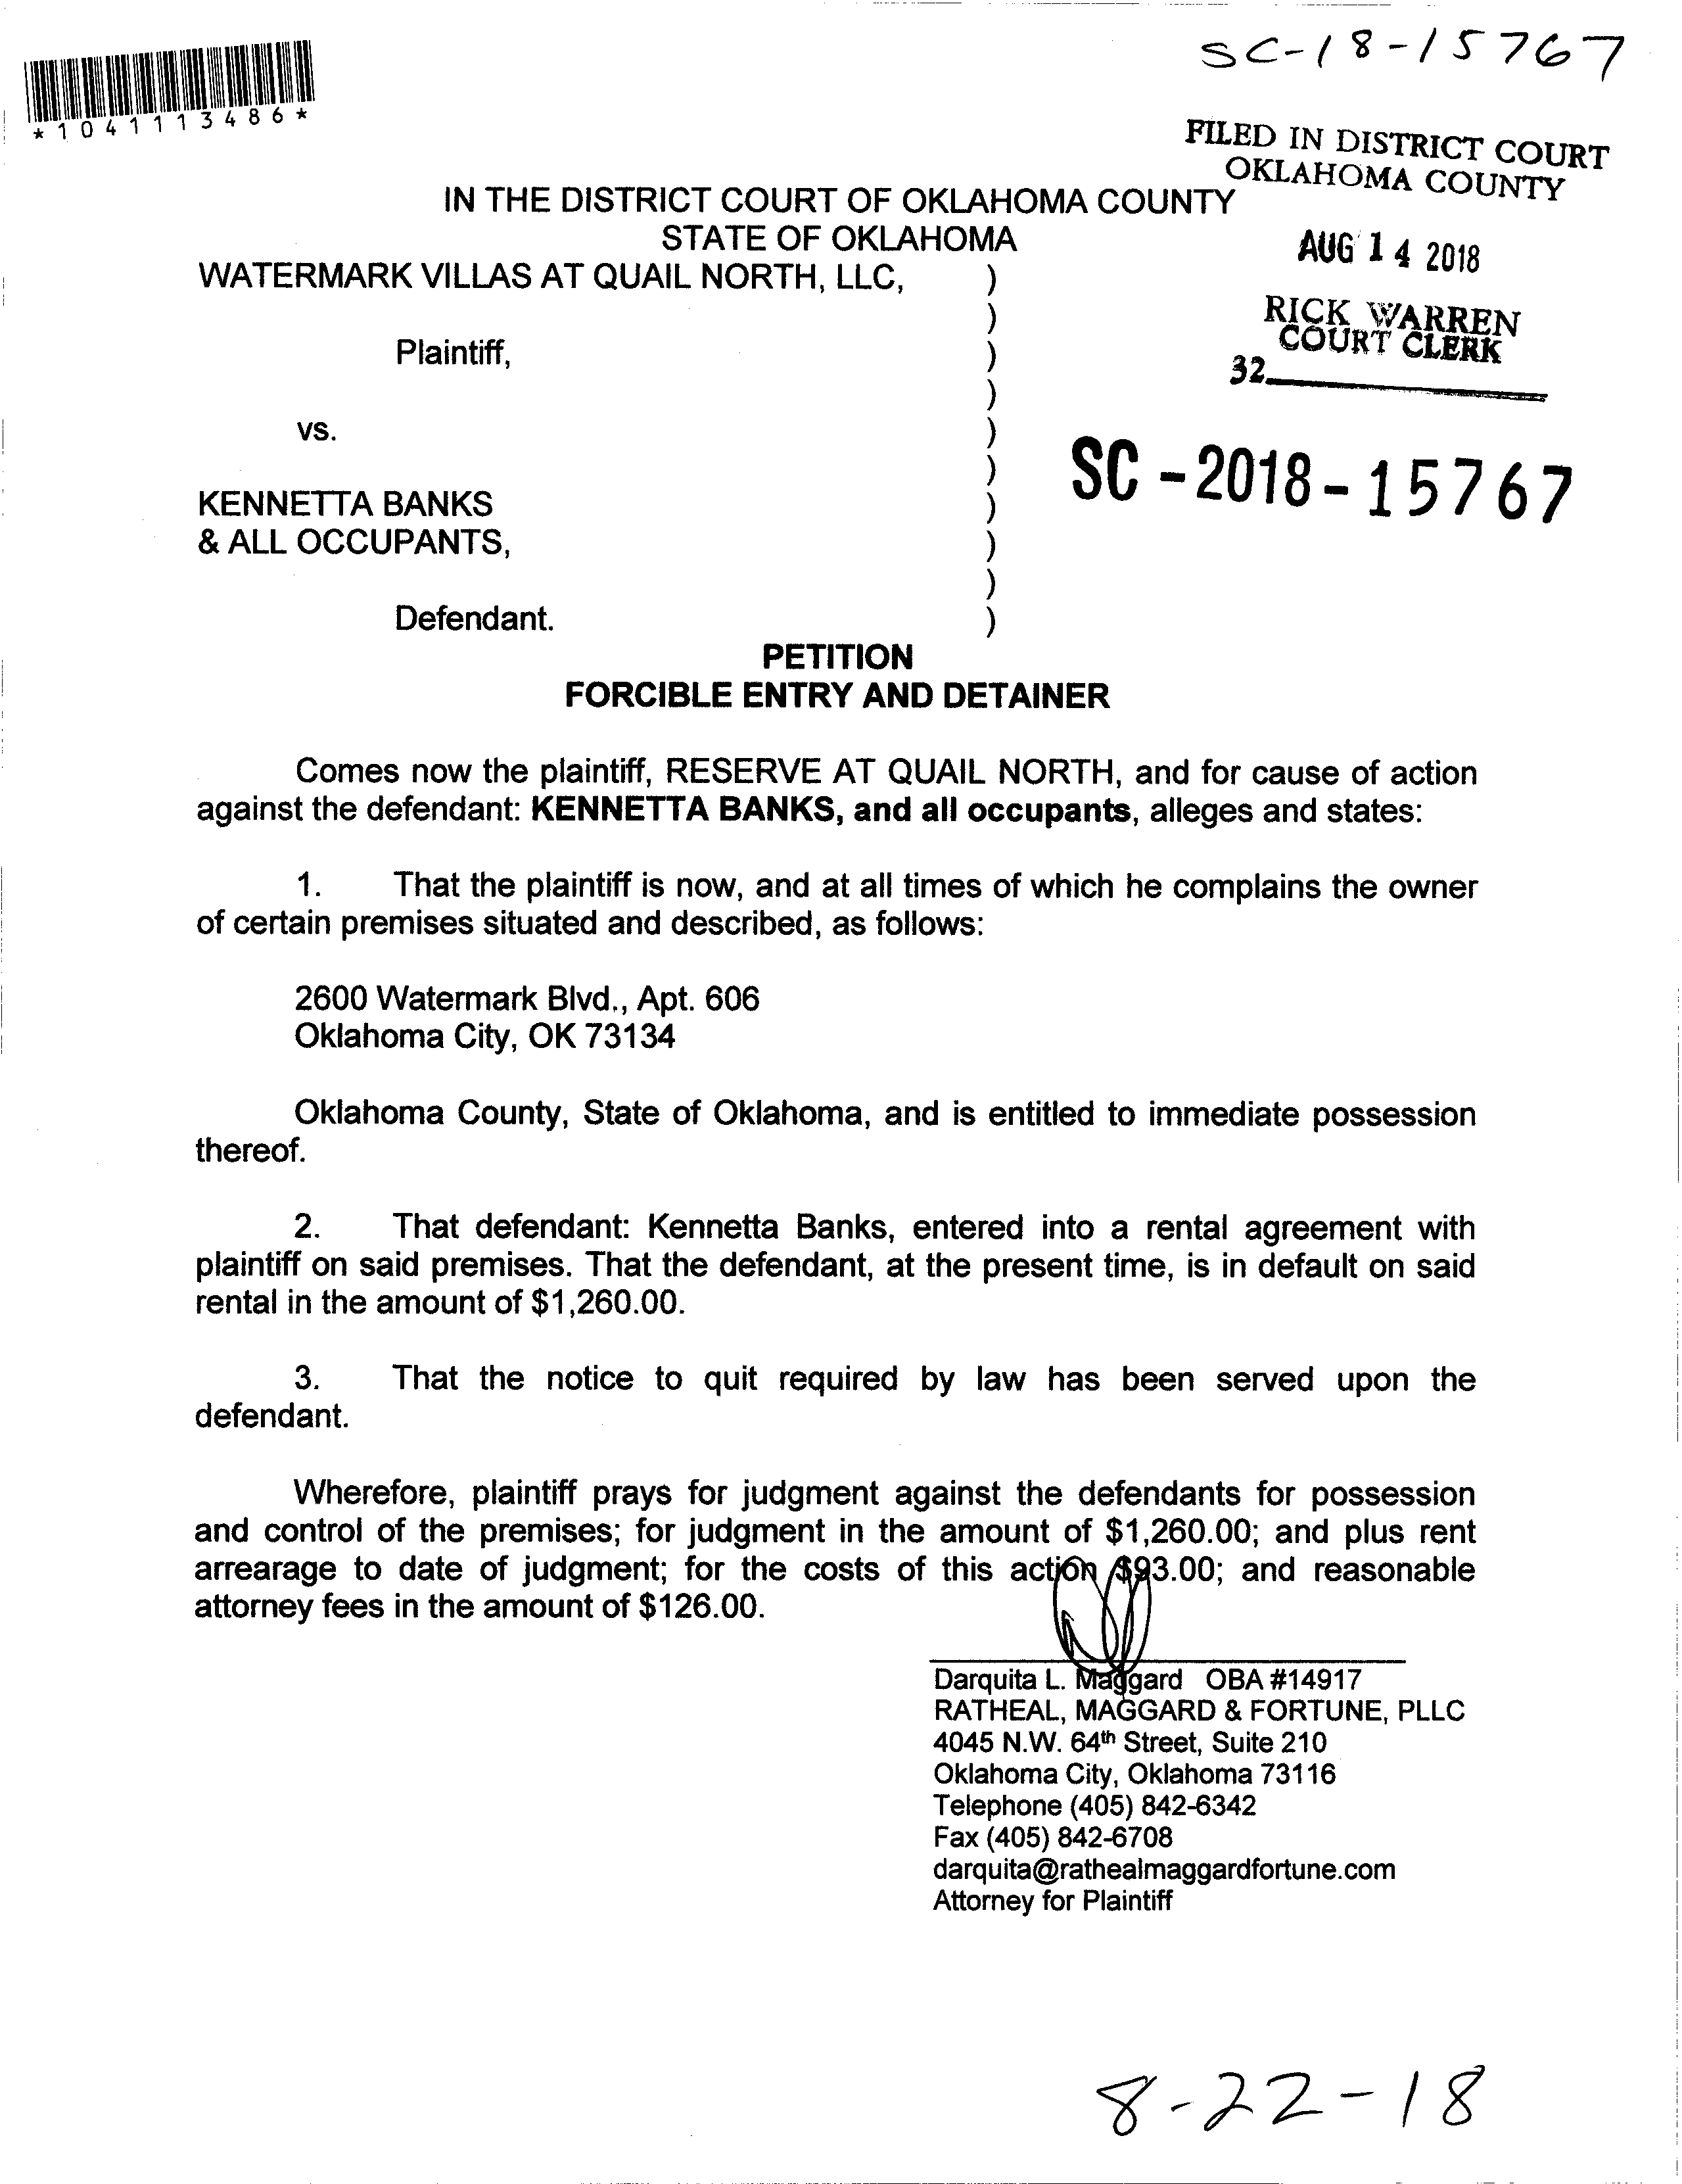 SC-18-15767
*1041113486*
FILED IN DISTRICT COURT
OKLAHOMA COUNTY
IN THE DISTRICT COURT OF OKLAHOMA COUNTY
STATE OF OKLAHOMA
AUG 14 2018
WATERMARK VILLAS AT QUAIL NORTH, LLC, )
)
RICK WARREN
COURT CLERK
Plaintiff, )
32
)
vs. )
)
SC-2018-15767
KENNETTA BANKS )
& ALL OCCUPANTS, )
)
Defendant. )
PETITION
FORCIBLE ENTRY AND DETAINER
Comes now the plaintiff, RESERVE AT QUAIL NORTH, and for cause of action
against the defendant: KENNETTA BANKS, and all occupants, alleges and states:
1. That the plaintiff is now, and at all times of which he complains the owner
of certain premises situated and described, as follows:
2600 Watermark Blvd., Apt. 606
Oklahoma City, OK 73134
Oklahoma County, State of Oklahoma, and is entitled to immediate possession
thereof.
2. That defendant: Kennetta Banks, entered into a rental agreement with
plaintiff on said premises. That the defendant, at the present time, is in default on said
rental in the amount of $1,260.00.
3. That the notice to quit required by law has been served upon the
defendant.
Wherefore, plaintiff prays for judgment against the defendants for possession
and control of the premises; for judgment in the amount of $1,260.00; and plus rent
arrearage to date of judgment; for the costs of this action $93.00; and reasonable
attorney fees in the amount of $126.00.
Darquita L. Maggard OBA #14917
RATHEAL, MAGGARD & FORTUNE, PLLC
4045 N.W. 64th Street, Suite 210
Oklahoma City, Oklahoma 73116
Telephone (405) 842-6342
Fax (405) 842-6708
darquita@rathealmaggardfortune.com
Attorney for Plaintiff
8-22-18